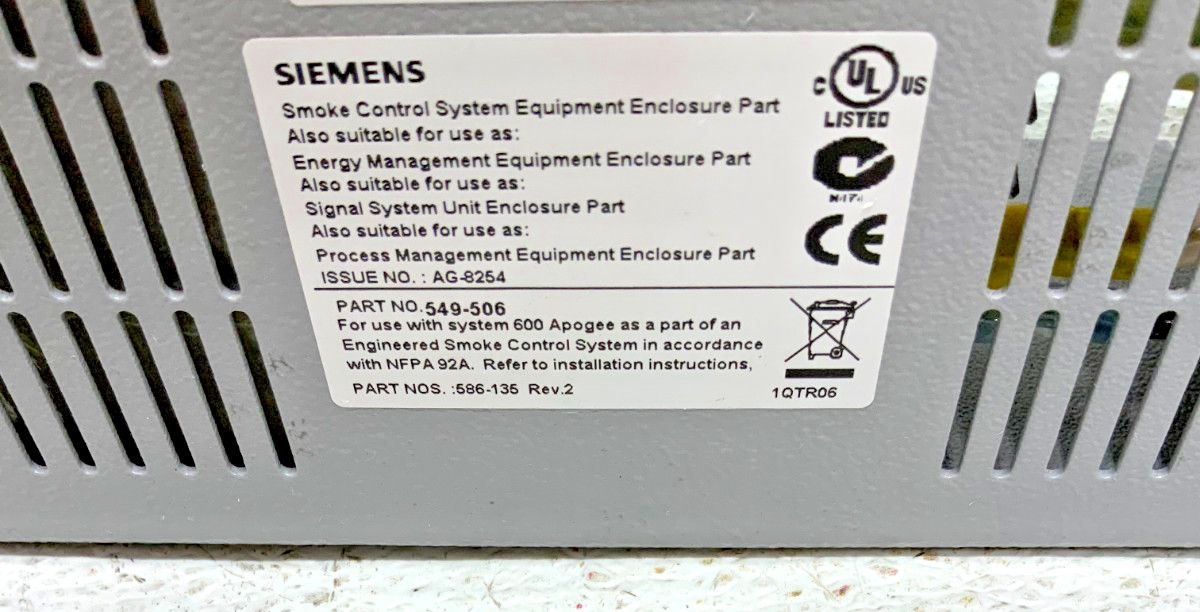 SIEMENS
C UL US
LISTED
Smoke Control System Equipment Enclosure Part
Also suitable for use as:
Energy Management Equipment Enclosure Part
Also suitable for use as:
Signal System Unit Enclosure Part
Also suitable for use as:
Process Management Equipment Enclosure Part
ISSUE NO. : AG-8254
CE
PART NO. 549-506
For use with system 600 Apogee as a part of an
Engineered Smoke Control System in accordance
with NFPA 92A. Refer to installation instructions,
PART NOS. :586-135 Rev.2
1QTR06